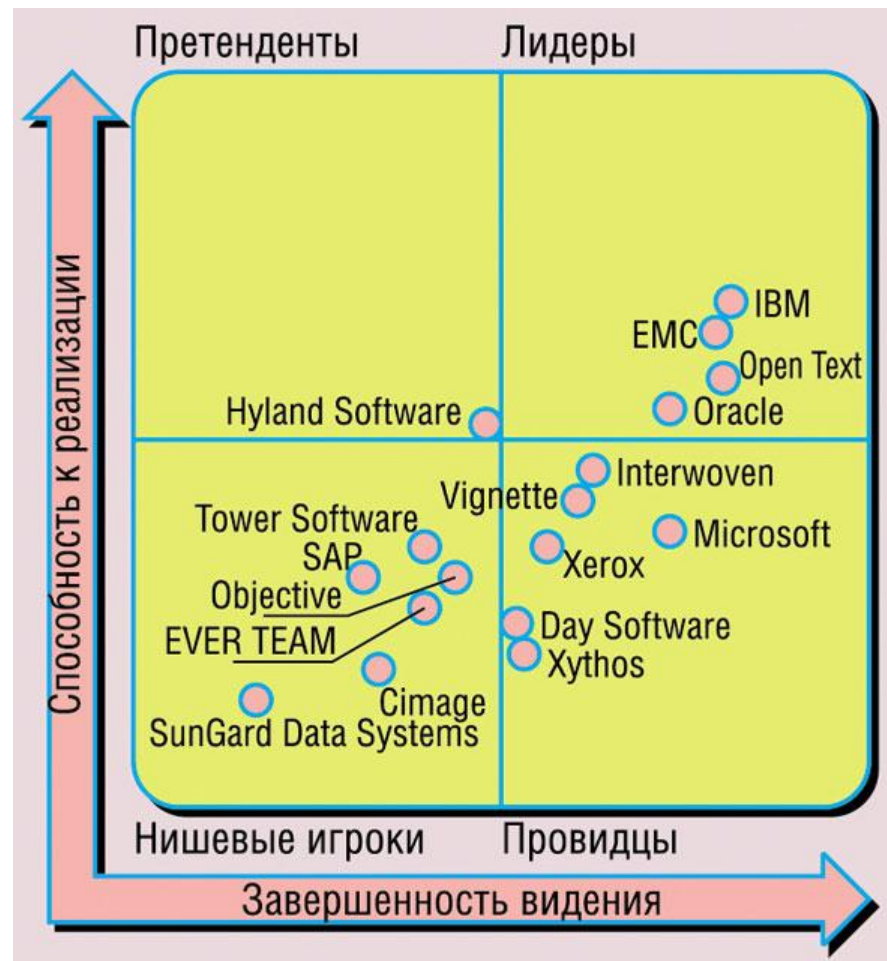 Претенденты
Лидеры
Способность к реализации
IBM
EMC
Open Text
Hyland Software
Oracle
Interwoven
Vignette
Tower Software
Microsoft
SAP
Xerox
Objective
EVER TEAM
Day Software
Xythos
Cimage
SunGard Data Systems
Нишевые игроки
Провидцы
Завершенность видения